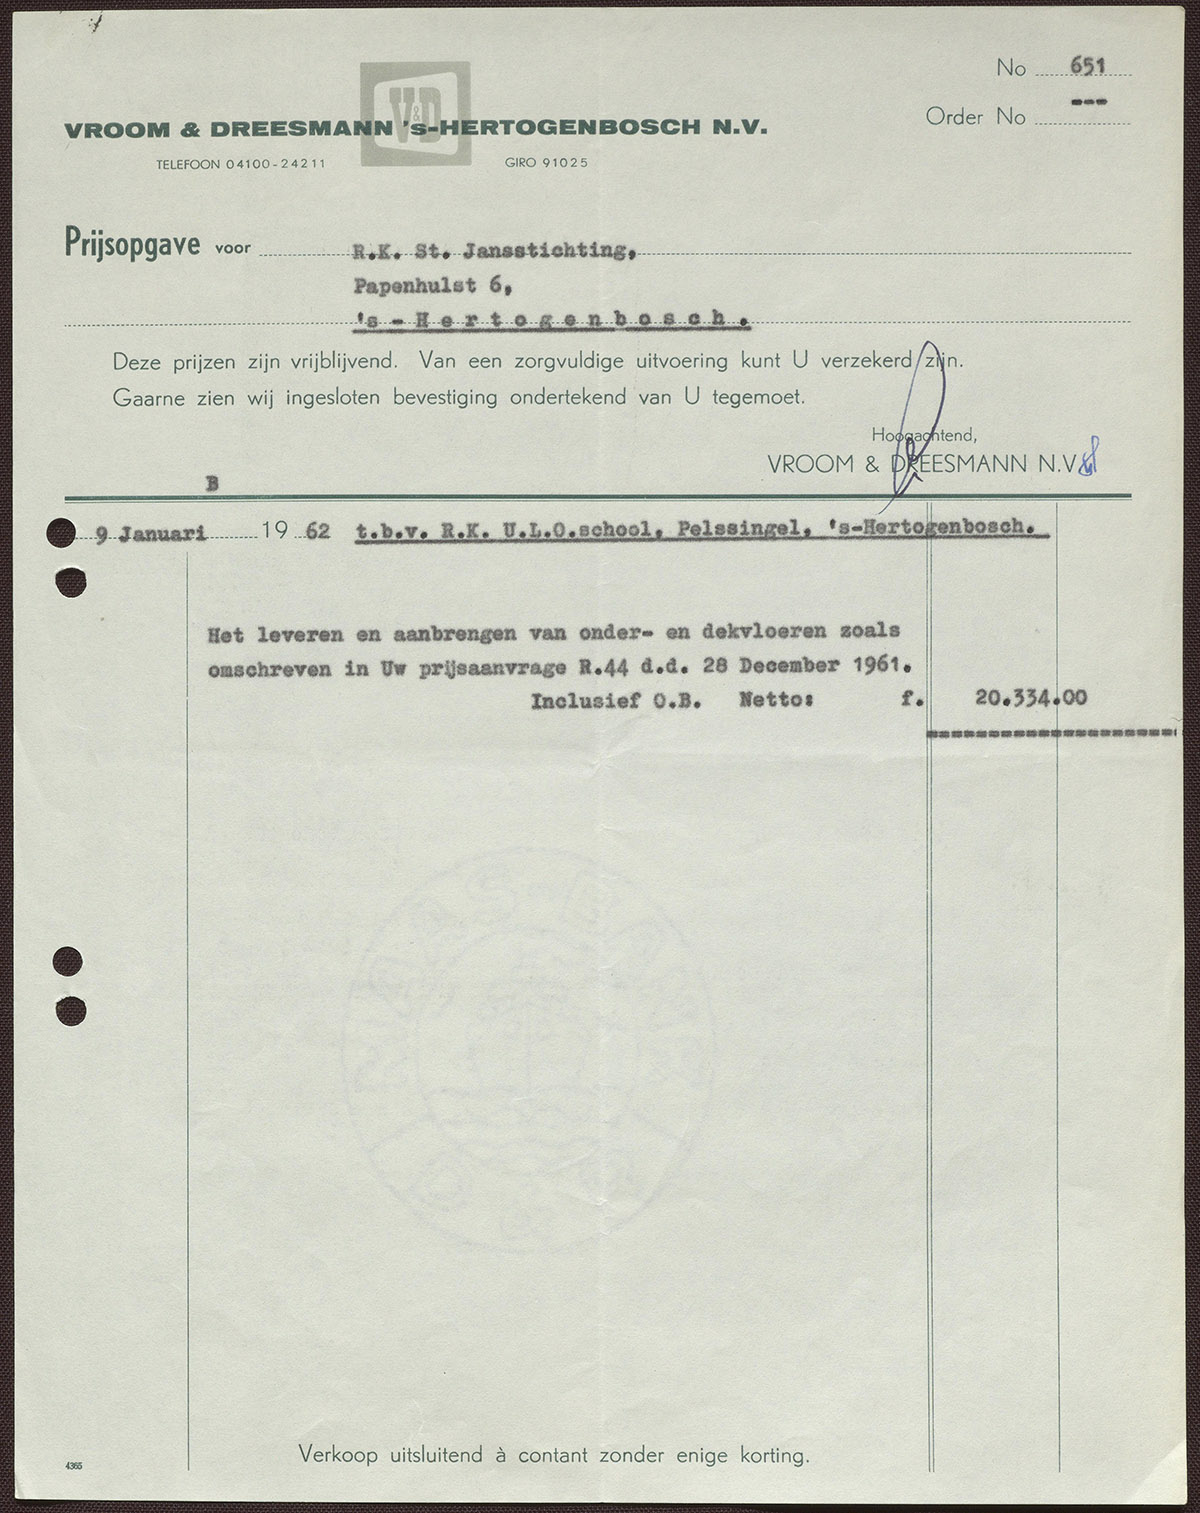 No 651
Order No ---
V&D
VROOM & DREESMANN 's-HERTOGENBOSCH N.V.
TELEFOON 04100-24211 GIRO 91025
Prijsopgave voor R.K. St. Jansstichting,
Papenhulst 6,
's-Hertogenbosch.
Deze prijzen zijn vrijblijvend. Van een zorgvuldige uitvoering kunt U verzekerd zijn.
Gaarne zien wij ingesloten bevestiging ondertekend van U tegemoet.
Hoogachtend,
VROOM & DREESMANN N.V.
B
9 Januari 19 62 t.b.v. R.K. U.L.O.school, Pelssingel, 's-Hertogenbosch.
Het leveren en aanbrengen van onder- en dekvloeren zoals
omschreven in Uw prijsaanvrage R.44 d.d. 28 December 1961.
Inclusief O.B. Netto: f. 20.334.00
Verkoop uitsluitend à contant zonder enige korting.
4365